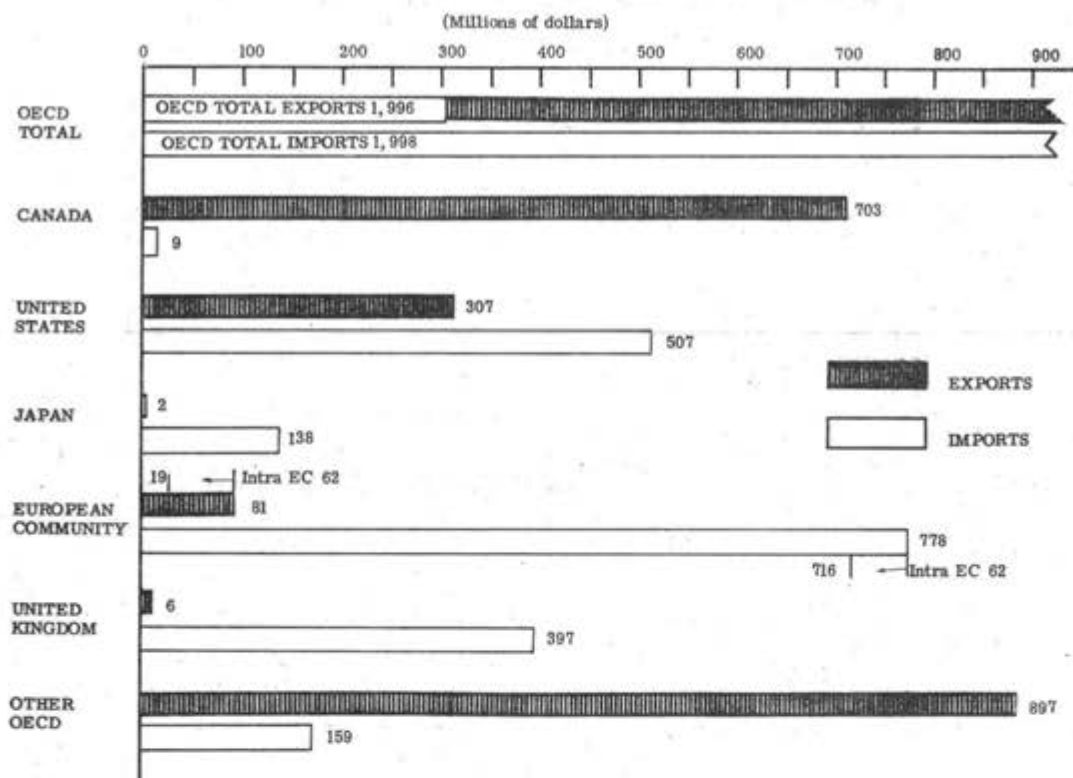 (Millions of dollars)
0 100 200 300 400 500 600 700 800 900
OECD
TOTAL
OECD TOTAL EXPORTS 1,996
OECD TOTAL IMPORTS 1,998
CANADA
703
9
UNITED
STATES
307
507
EXPORTS
IMPORTS
JAPAN
2
138
19 Intra EC 62
EUROPEAN
COMMUNITY
81
778
716 Intra EC 62
UNITED
KINGDOM
6
397
OTHER
OECD
897
159